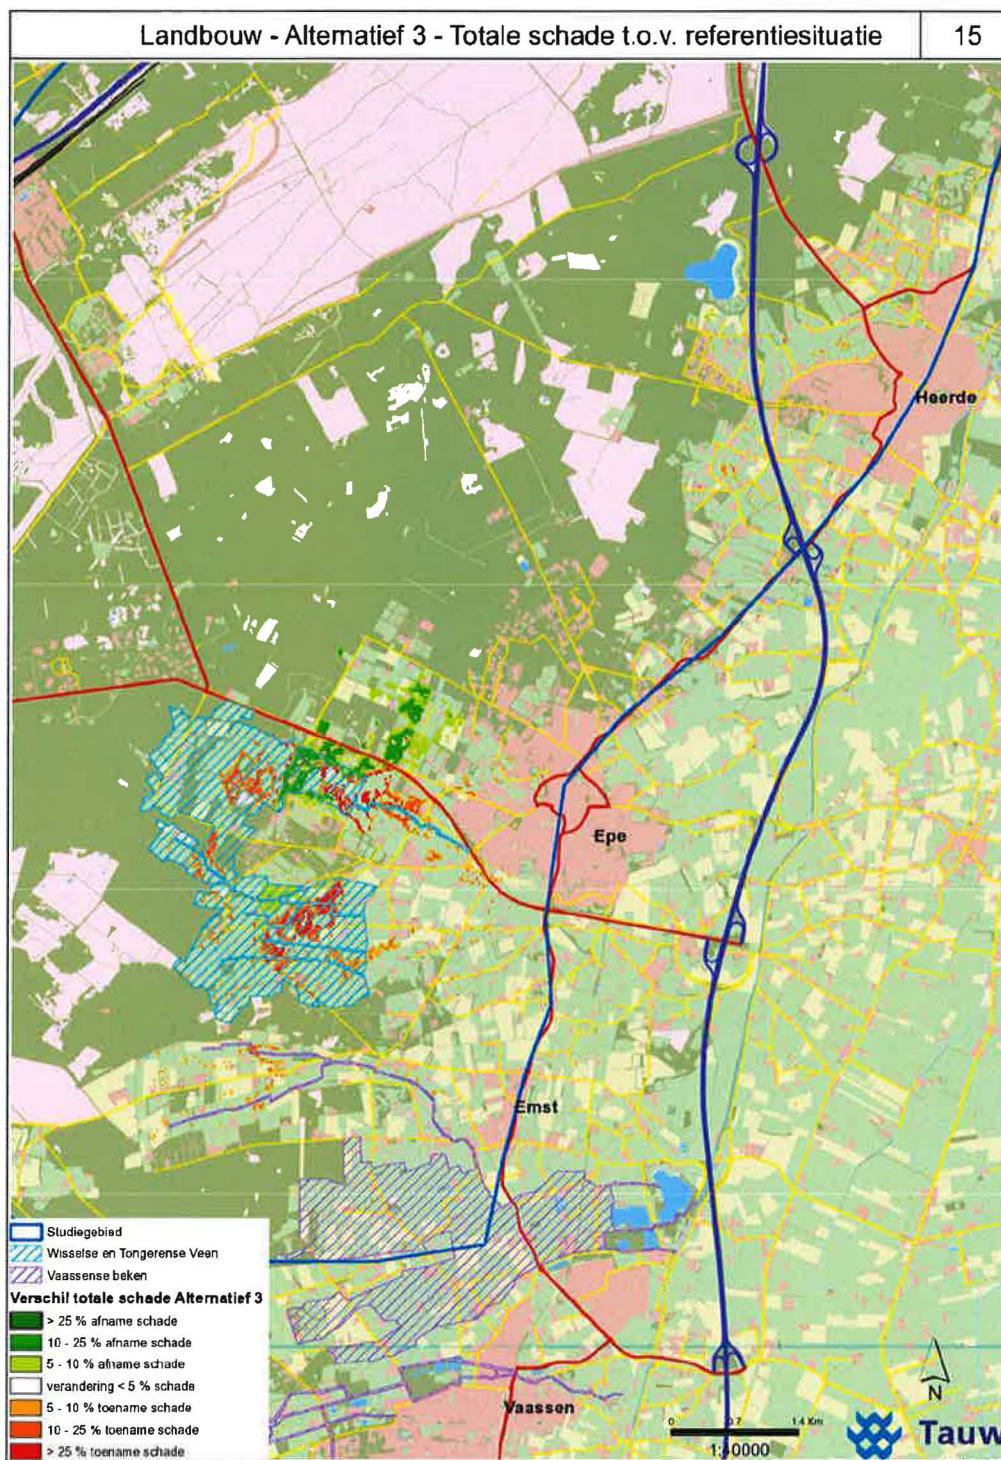 Landbouw - Alternatief 3 - Totale schade t.o.v. referentiesituatie
15
Heerde
Epe
Emst
Vaassen
Studiegebied
Wisselse en Tongerense Veen
Vaassense beken
Verschil totale schade Alternatief 3
> 25 % afname schade
10 - 25 % afname schade
5 - 10 % afname schade
verandering < 5 % schade
5 - 10 % toename schade
10 - 25 % toename schade
> 25 % toename schade
N
0 0.7 1.4 Km
1:40000
Tauw